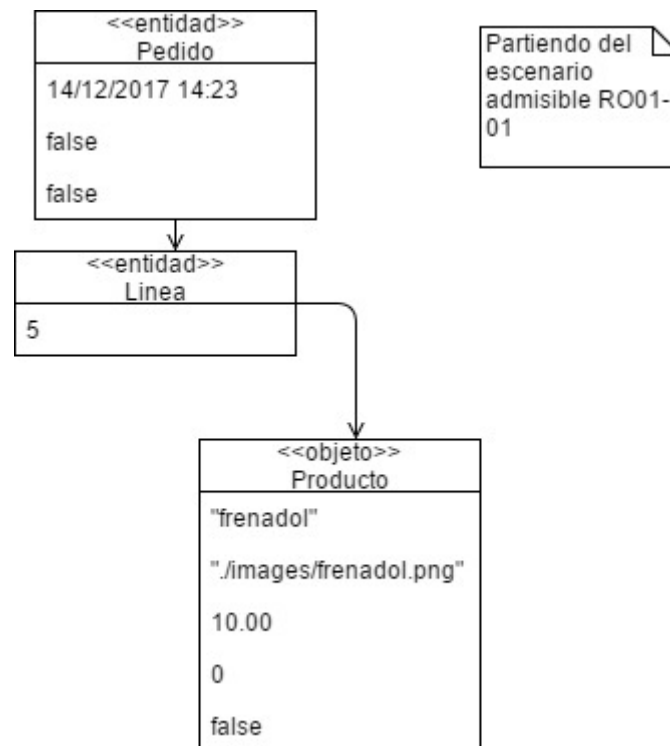 <<entidad>>
Pedido
14/12/2017 14:23
false
false
Partiendo del
escenario
admisible RO01-
01
<<entidad>>
Linea
5
<<objeto>>
Producto
"frenadol"
"./images/frenadol.png"
10.00
0
false